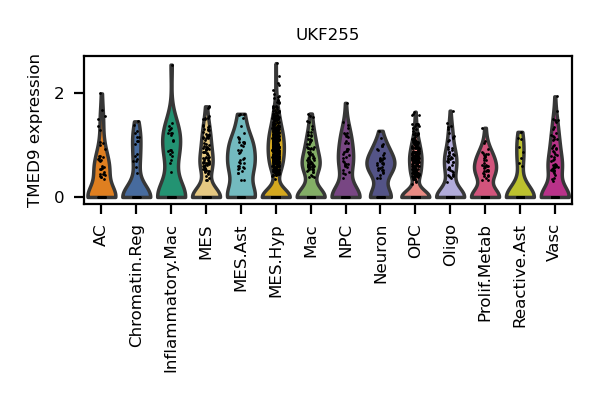 UKF255
TMED9 expression
2
0
AC
Chromatin.Reg
Inflammatory.Mac
MES
MES.Ast
MES.Hyp
Mac
NPC
Neuron
OPC
Oligo
Prolif.Metab
Reactive.Ast
Vasc